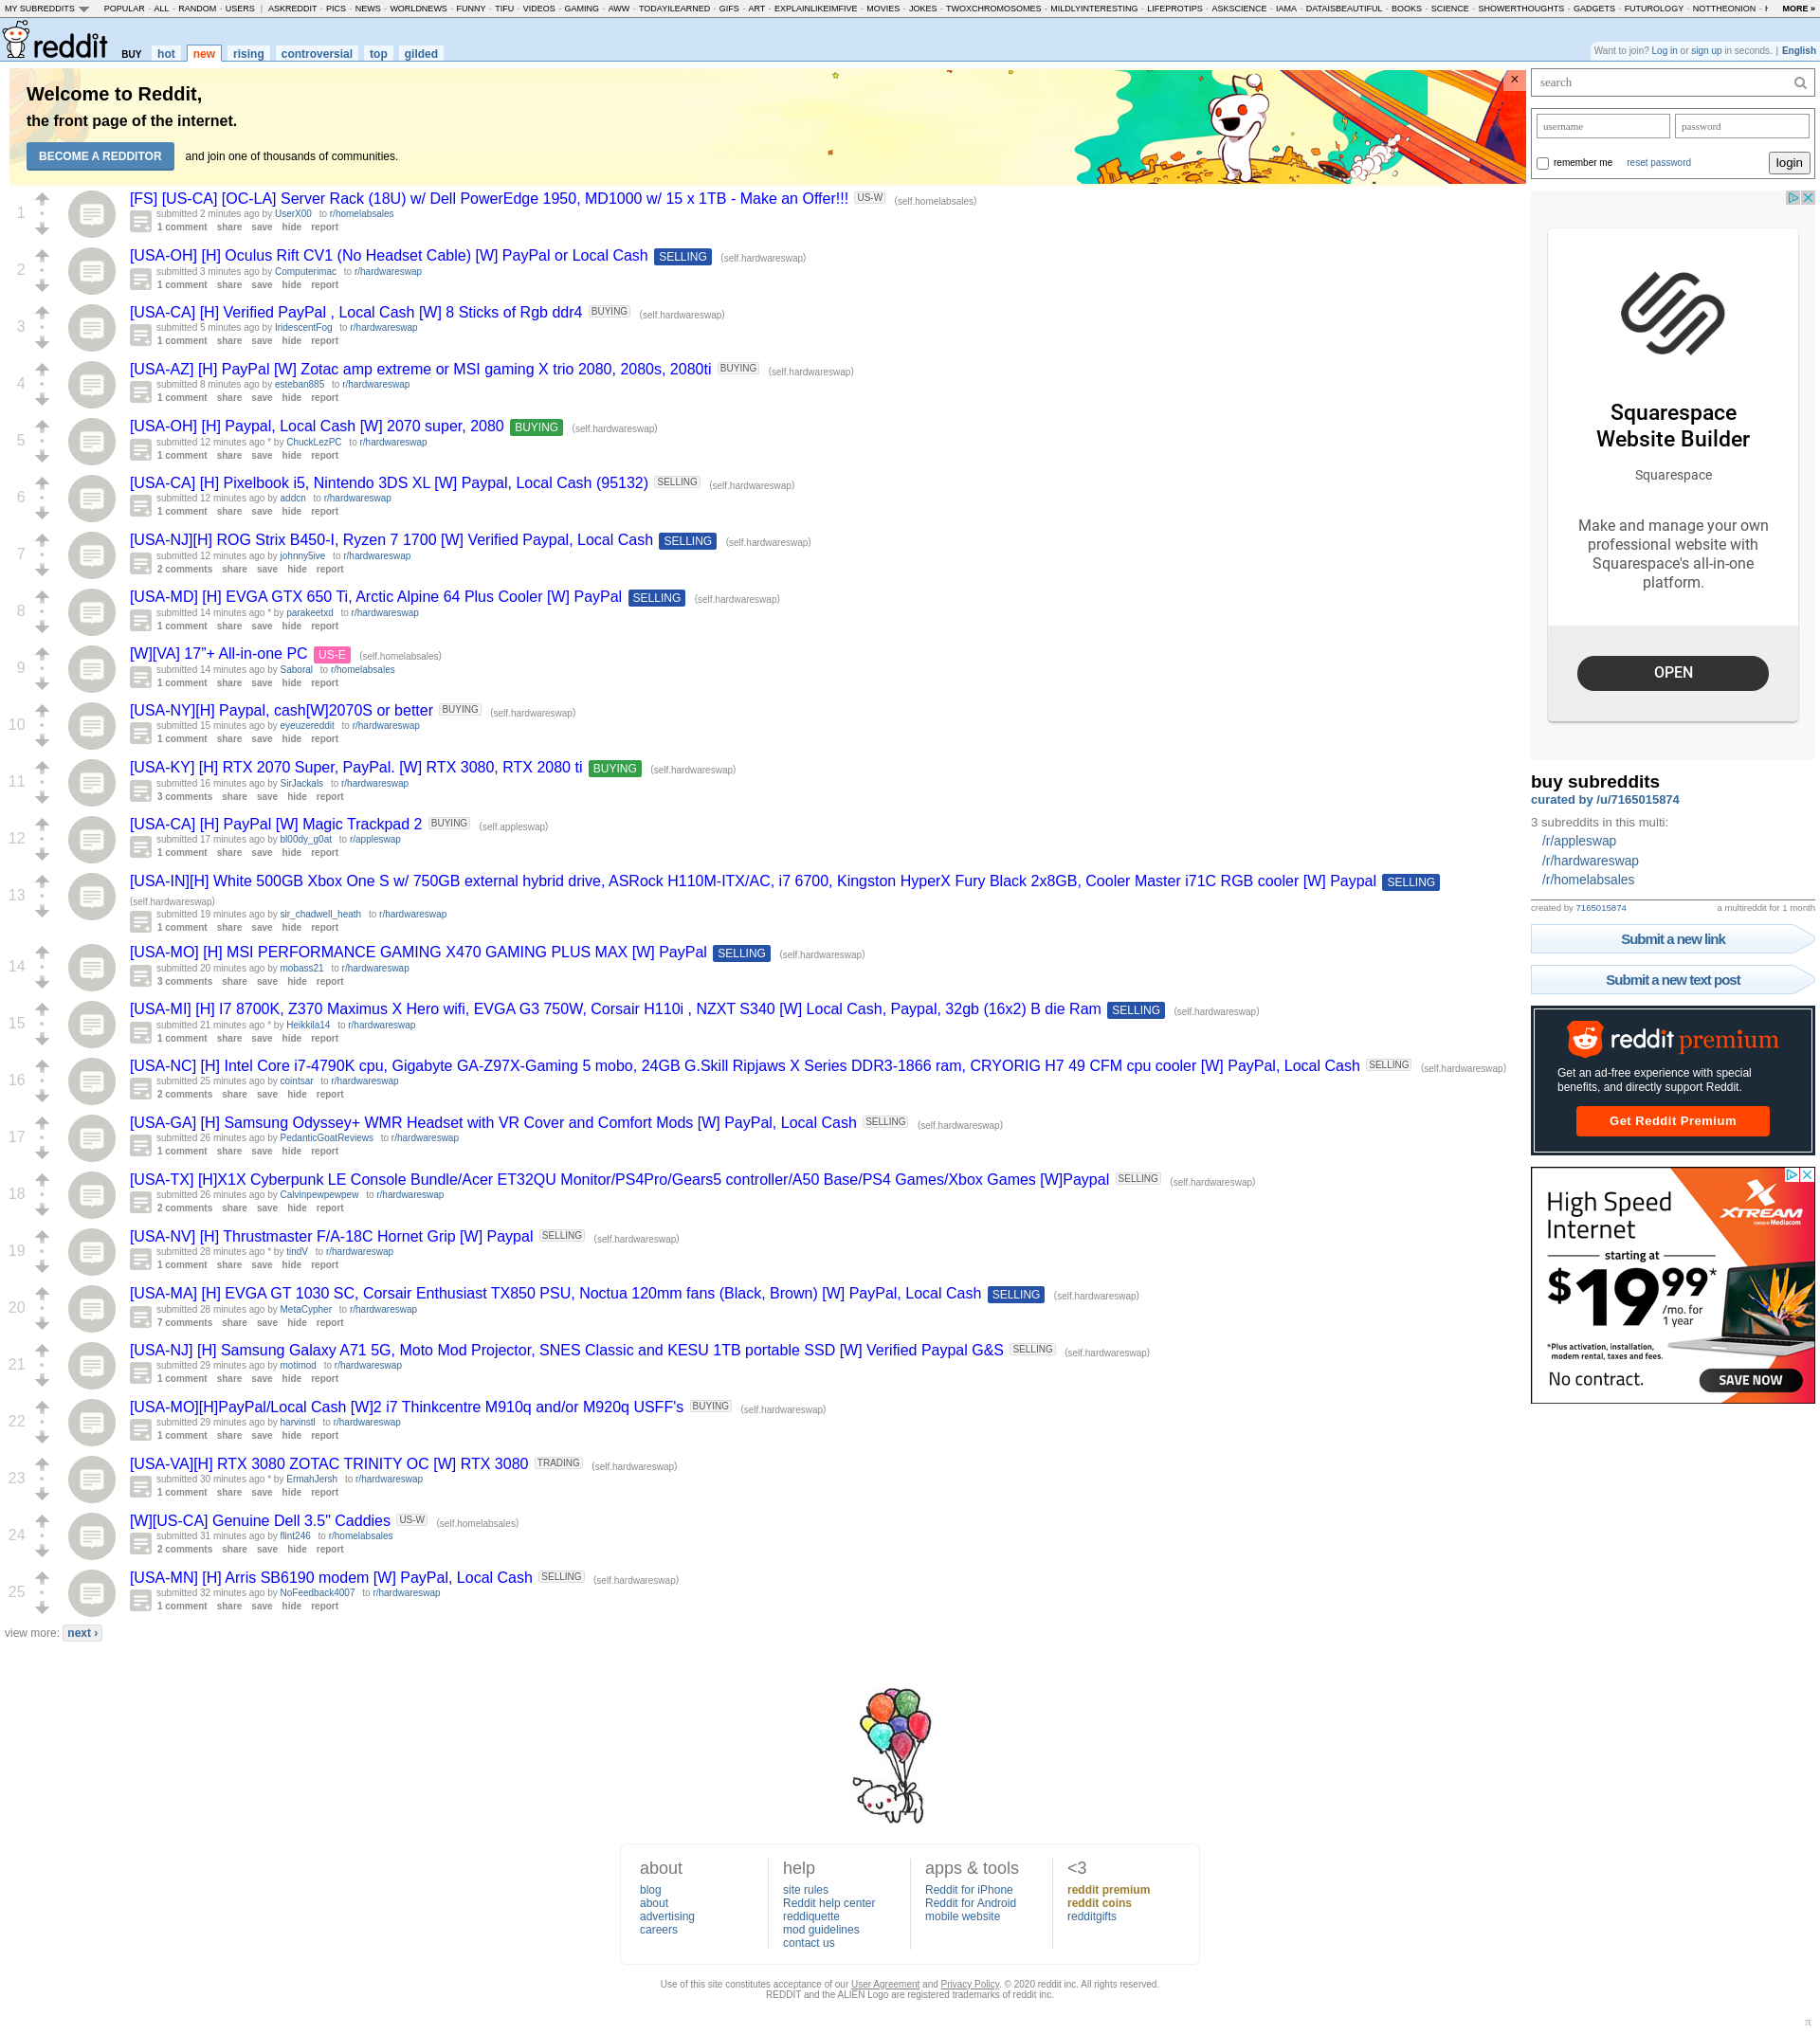 MY SUBREDDITS POPULAR - ALL - RANDOM - USERS | ASKREDDIT - PICS - NEWS - WORLDNEWS - FUNNY - TIFU - VIDEOS - GAMING - AWW - TODAYILEARNED - GIFS - ART - EXPLAINLIKEIMFIVE - MOVIES - JOKES - TWOXCHROMOSOMES - MILDLYINTERESTING - LIFEPROTIPS - ASKSCIENCE - IAMA - DATAISBEAUTIFUL - BOOKS - SCIENCE - SHOWERTHOUGHTS - GADGETS - FUTUROLOGY - NOTTHEONION - MORE »
reddit BUY hot new rising controversial top gilded
Want to join? Log in or sign up in seconds. | English
Welcome to Reddit,
the front page of the internet.
BECOME A REDDITOR and join one of thousands of communities.
×
1
[FS] [US-CA] [OC-LA] Server Rack (18U) w/ Dell PowerEdge 1950, MD1000 w/ 15 x 1TB - Make an Offer!!! US-W (self.homelabsales)
submitted 2 minutes ago by UserX00 to r/homelabsales
1 comment share save hide report
2
[USA-OH] [H] Oculus Rift CV1 (No Headset Cable) [W] PayPal or Local Cash SELLING (self.hardwareswap)
submitted 3 minutes ago by Computerimac to r/hardwareswap
1 comment share save hide report
3
[USA-CA] [H] Verified PayPal , Local Cash [W] 8 Sticks of Rgb ddr4 BUYING (self.hardwareswap)
submitted 5 minutes ago by IridescentFog to r/hardwareswap
1 comment share save hide report
4
[USA-AZ] [H] PayPal [W] Zotac amp extreme or MSI gaming X trio 2080, 2080s, 2080ti BUYING (self.hardwareswap)
submitted 8 minutes ago by esteban885 to r/hardwareswap
1 comment share save hide report
5
[USA-OH] [H] Paypal, Local Cash [W] 2070 super, 2080 BUYING (self.hardwareswap)
submitted 12 minutes ago * by ChuckLezPC to r/hardwareswap
1 comment share save hide report
6
[USA-CA] [H] Pixelbook i5, Nintendo 3DS XL [W] Paypal, Local Cash (95132) SELLING (self.hardwareswap)
submitted 12 minutes ago by addcn to r/hardwareswap
1 comment share save hide report
7
[USA-NJ][H] ROG Strix B450-I, Ryzen 7 1700 [W] Verified Paypal, Local Cash SELLING (self.hardwareswap)
submitted 12 minutes ago by johnny5ive to r/hardwareswap
2 comments share save hide report
8
[USA-MD] [H] EVGA GTX 650 Ti, Arctic Alpine 64 Plus Cooler [W] PayPal SELLING (self.hardwareswap)
submitted 14 minutes ago * by parakeetxd to r/hardwareswap
1 comment share save hide report
9
[W][VA] 17”+ All-in-one PC US-E (self.homelabsales)
submitted 14 minutes ago by Saboral to r/homelabsales
1 comment share save hide report
10
[USA-NY][H] Paypal, cash[W]2070S or better BUYING (self.hardwareswap)
submitted 15 minutes ago by eyeuzereddit to r/hardwareswap
1 comment share save hide report
11
[USA-KY] [H] RTX 2070 Super, PayPal. [W] RTX 3080, RTX 2080 ti BUYING (self.hardwareswap)
submitted 16 minutes ago by SirJackals to r/hardwareswap
3 comments share save hide report
12
[USA-CA] [H] PayPal [W] Magic Trackpad 2 BUYING (self.appleswap)
submitted 17 minutes ago by bl00dy_g0at to r/appleswap
1 comment share save hide report
13
[USA-IN][H] White 500GB Xbox One S w/ 750GB external hybrid drive, ASRock H110M-ITX/AC, i7 6700, Kingston HyperX Fury Black 2x8GB, Cooler Master i71C RGB cooler [W] Paypal SELLING
(self.hardwareswap)
submitted 19 minutes ago by sir_chadwell_heath to r/hardwareswap
1 comment share save hide report
14
[USA-MO] [H] MSI PERFORMANCE GAMING X470 GAMING PLUS MAX [W] PayPal SELLING (self.hardwareswap)
submitted 20 minutes ago by mobass21 to r/hardwareswap
3 comments share save hide report
15
[USA-MI] [H] I7 8700K, Z370 Maximus X Hero wifi, EVGA G3 750W, Corsair H110i , NZXT S340 [W] Local Cash, Paypal, 32gb (16x2) B die Ram SELLING (self.hardwareswap)
submitted 21 minutes ago * by Heikkila14 to r/hardwareswap
1 comment share save hide report
16
[USA-NC] [H] Intel Core i7-4790K cpu, Gigabyte GA-Z97X-Gaming 5 mobo, 24GB G.Skill Ripjaws X Series DDR3-1866 ram, CRYORIG H7 49 CFM cpu cooler [W] PayPal, Local Cash SELLING (self.hardwareswap)
submitted 25 minutes ago by cointsar to r/hardwareswap
2 comments share save hide report
17
[USA-GA] [H] Samsung Odyssey+ WMR Headset with VR Cover and Comfort Mods [W] PayPal, Local Cash SELLING (self.hardwareswap)
submitted 26 minutes ago by PedanticGoatReviews to r/hardwareswap
1 comment share save hide report
18
[USA-TX] [H]X1X Cyberpunk LE Console Bundle/Acer ET32QU Monitor/PS4Pro/Gears5 controller/A50 Base/PS4 Games/Xbox Games [W]Paypal SELLING (self.hardwareswap)
submitted 26 minutes ago by Calvinpewpewpew to r/hardwareswap
2 comments share save hide report
19
[USA-NV] [H] Thrustmaster F/A-18C Hornet Grip [W] Paypal SELLING (self.hardwareswap)
submitted 28 minutes ago * by tindV to r/hardwareswap
1 comment share save hide report
20
[USA-MA] [H] EVGA GT 1030 SC, Corsair Enthusiast TX850 PSU, Noctua 120mm fans (Black, Brown) [W] PayPal, Local Cash SELLING (self.hardwareswap)
submitted 28 minutes ago by MetaCypher to r/hardwareswap
7 comments share save hide report
21
[USA-NJ] [H] Samsung Galaxy A71 5G, Moto Mod Projector, SNES Classic and KESU 1TB portable SSD [W] Verified Paypal G&S SELLING (self.hardwareswap)
submitted 29 minutes ago by motimod to r/hardwareswap
1 comment share save hide report
22
[USA-MO][H]PayPal/Local Cash [W]2 i7 Thinkcentre M910q and/or M920q USFF's BUYING (self.hardwareswap)
submitted 29 minutes ago by harvinstl to r/hardwareswap
1 comment share save hide report
23
[USA-VA][H] RTX 3080 ZOTAC TRINITY OC [W] RTX 3080 TRADING (self.hardwareswap)
submitted 30 minutes ago * by ErmahJersh to r/hardwareswap
1 comment share save hide report
24
[W][US-CA] Genuine Dell 3.5" Caddies US-W (self.homelabsales)
submitted 31 minutes ago by flint246 to r/homelabsales
2 comments share save hide report
25
[USA-MN] [H] Arris SB6190 modem [W] PayPal, Local Cash SELLING (self.hardwareswap)
submitted 32 minutes ago by NoFeedback4007 to r/hardwareswap
1 comment share save hide report
view more: next ›
search
username password
remember me reset password login
Squarespace
Website Builder
Squarespace
Make and manage your own
professional website with
Squarespace's all-in-one
platform.
OPEN
buy subreddits
curated by /u/7165015874
3 subreddits in this multi:
/r/appleswap
/r/hardwareswap
/r/homelabsales
created by 7165015874 a multireddit for 1 month
Submit a new link
Submit a new text post
reddit premium
Get an ad-free experience with special
benefits, and directly support Reddit.
Get Reddit Premium
High Speed
Internet
XTREAM
POWERED BY Mediacom
starting at
$1999*
/mo. for
1 year
*Plus activation, installation,
modem rental, taxes and fees.
No contract. SAVE NOW
about
blog
about
advertising
careers
help
site rules
Reddit help center
reddiquette
mod guidelines
contact us
apps & tools
Reddit for iPhone
Reddit for Android
mobile website
<3
reddit premium
reddit coins
redditgifts
Use of this site constitutes acceptance of our User Agreement and Privacy Policy. © 2020 reddit inc. All rights reserved.
REDDIT and the ALIEN Logo are registered trademarks of reddit inc.
π